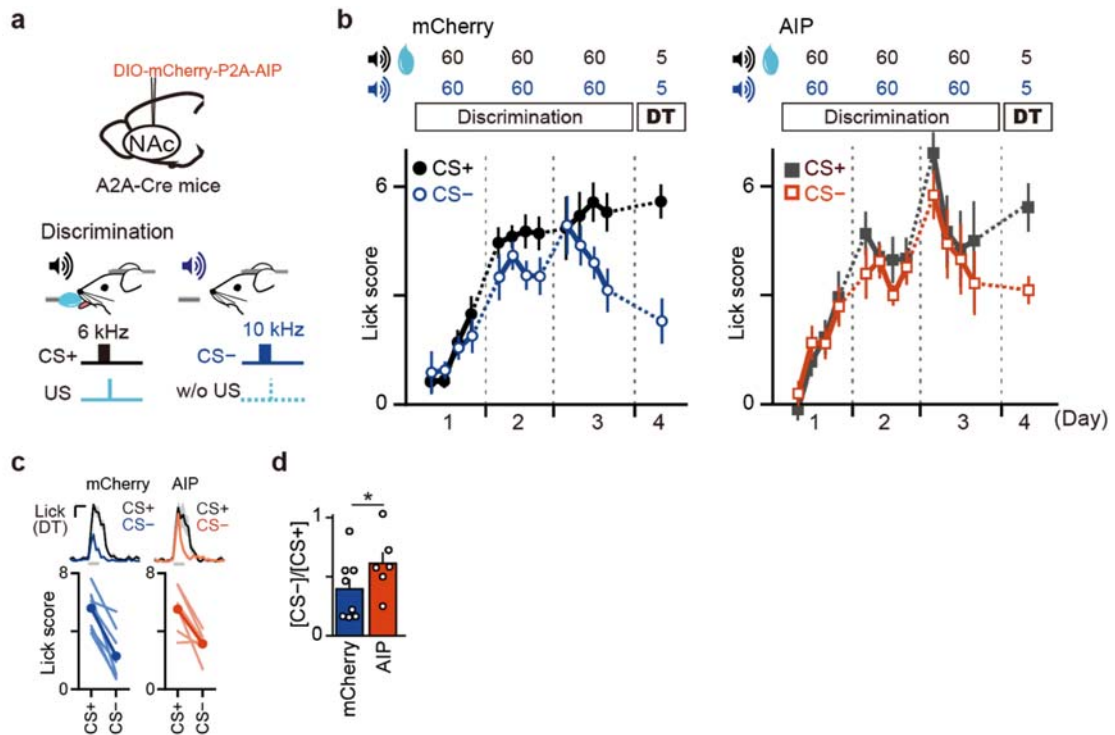 a
DIO-mCherry-P2A-AIP
NAc
A2A-Cre mice
Discrimination
6 kHz
10 kHz
CS+
CS−
US
w/o US
b
mCherry
60 60 60 5
60 60 60 5
Discrimination DT
CS+
CS−
6
0
Lick score
1 2 3 4
AIP
60 60 60 5
60 60 60 5
Discrimination DT
CS+
CS−
6
0
Lick score
1 2 3 4 (Day)
c
mCherry AIP
Lick
(DT)
CS+
CS−
CS+
CS−
8
4
0
Lick score
CS+ CS−
8
4
0
CS+ CS−
d
*
1
0
[CS−]/[CS+]
mCherry
AIP